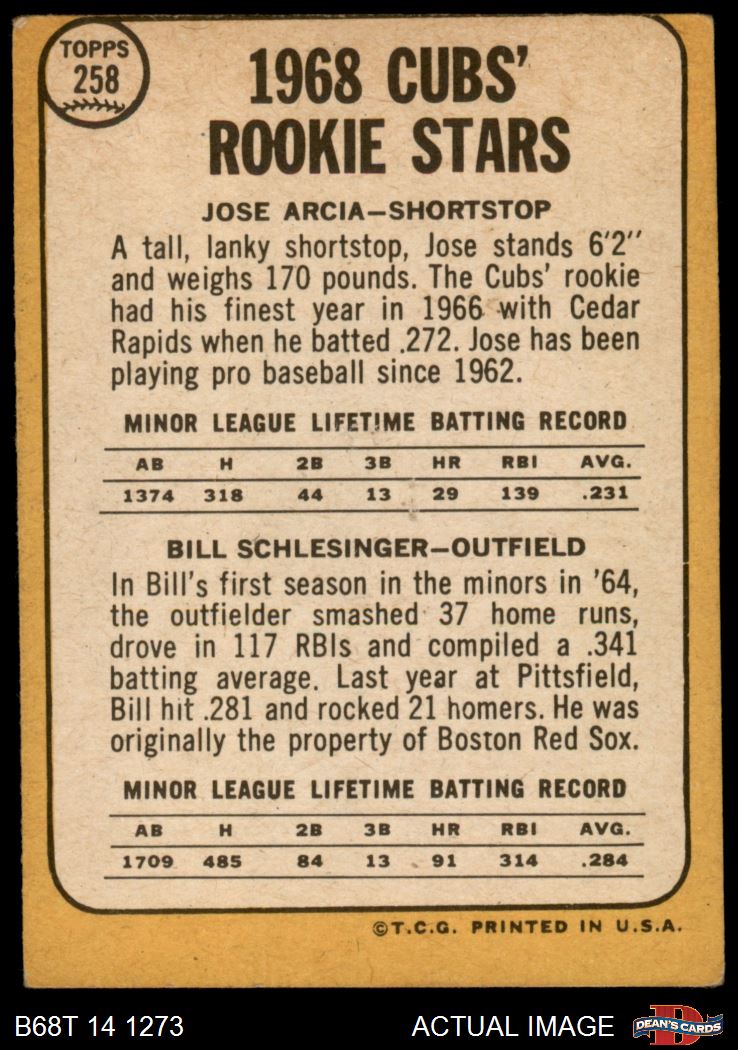 TOPPS
258
1968 CUBS'
ROOKIE STARS
JOSE ARCIA—SHORTSTOP
A tall, lanky shortstop, Jose stands 6'2"
and weighs 170 pounds. The Cubs' rookie
had his finest year in 1966 with Cedar
Rapids when he batted .272. Jose has been
playing pro baseball since 1962.
MINOR LEAGUE LIFETIME BATTING RECORD
AB H 2B 3B HR RBI AVG.
1374 318 44 13 29 139 .231
BILL SCHLESINGER—OUTFIELD
In Bill's first season in the minors in '64,
the outfielder smashed 37 home runs,
drove in 117 RBIs and compiled a .341
batting average. Last year at Pittsfield,
Bill hit .281 and rocked 21 homers. He was
originally the property of Boston Red Sox.
MINOR LEAGUE LIFETIME BATTING RECORD
AB H 2B 3B HR RBI AVG.
1709 485 84 13 91 314 .284
©T.C.G. PRINTED IN U.S.A.
B68T 14 1273 ACTUAL IMAGE
D
DEAN'S CARDS